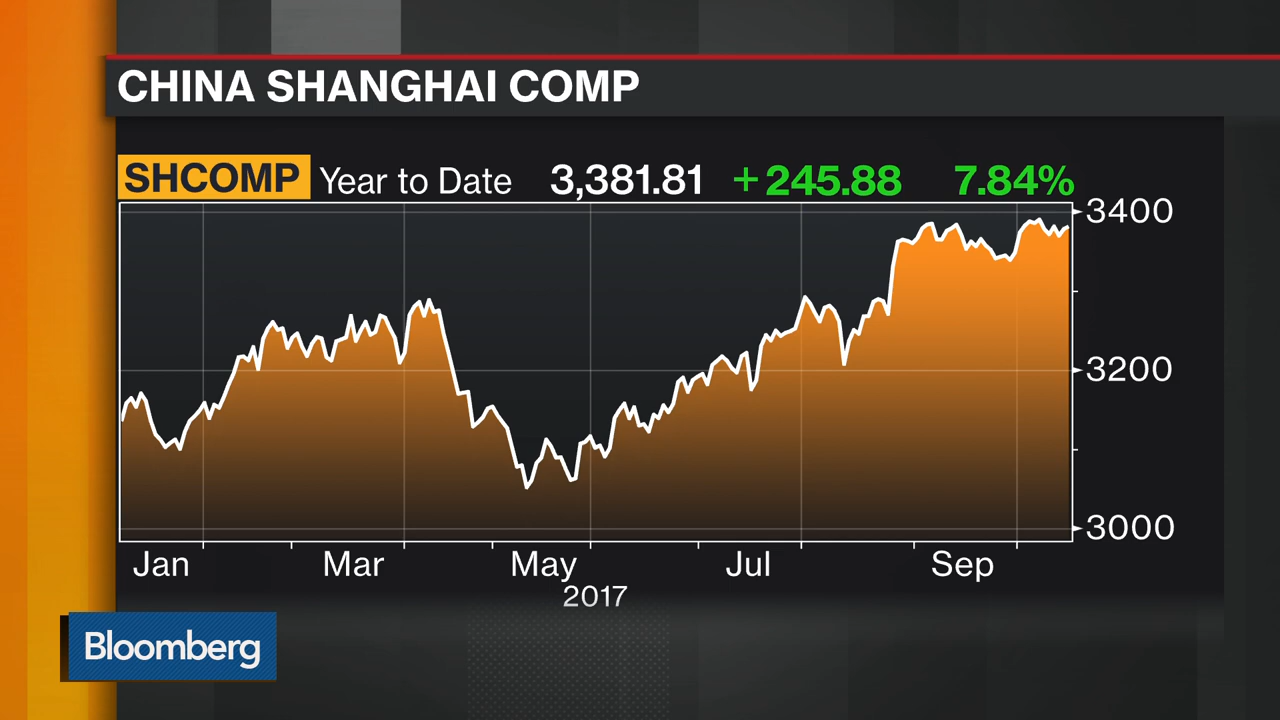 CHINA SHANGHAI COMP
SHCOMP Year to Date 3,381.81 +245.88 7.84%
3400
3200
3000
Jan Mar May Jul Sep
2017
Bloomberg